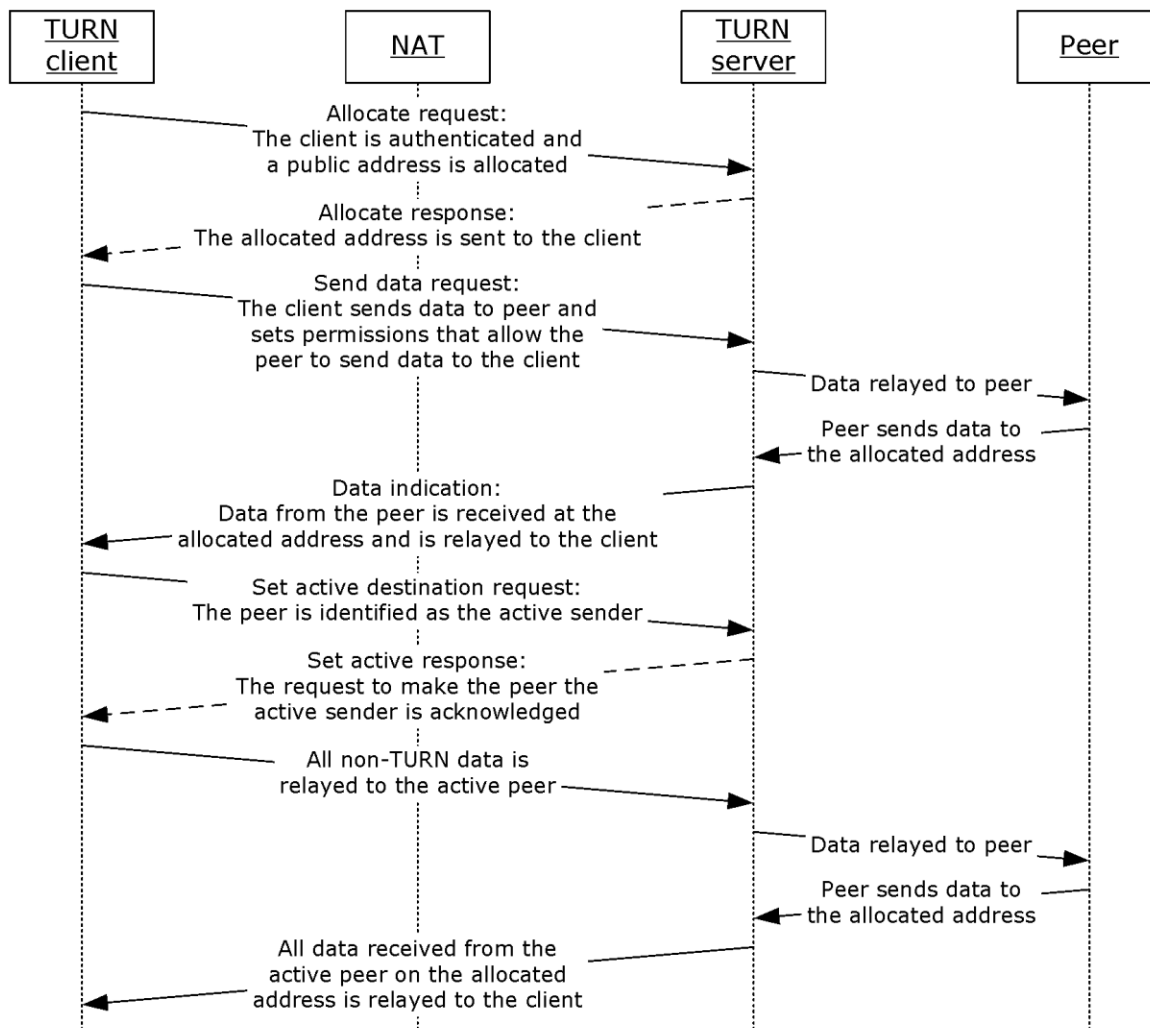 TURN
client
NAT
TURN
server
Peer
Allocate request:
The client is authenticated and
a public address is allocated
Allocate response:
The allocated address is sent to the client
Send data request:
The client sends data to peer and
sets permissions that allow the
peer to send data to the client
Data relayed to peer
Peer sends data to
the allocated address
Data indication:
Data from the peer is received at the
allocated address and is relayed to the client
Set active destination request:
The peer is identified as the active sender
Set active response:
The request to make the peer the
active sender is acknowledged
All non-TURN data is
relayed to the active peer
Data relayed to peer
Peer sends data to
the allocated address
All data received from the
active peer on the allocated
address is relayed to the client